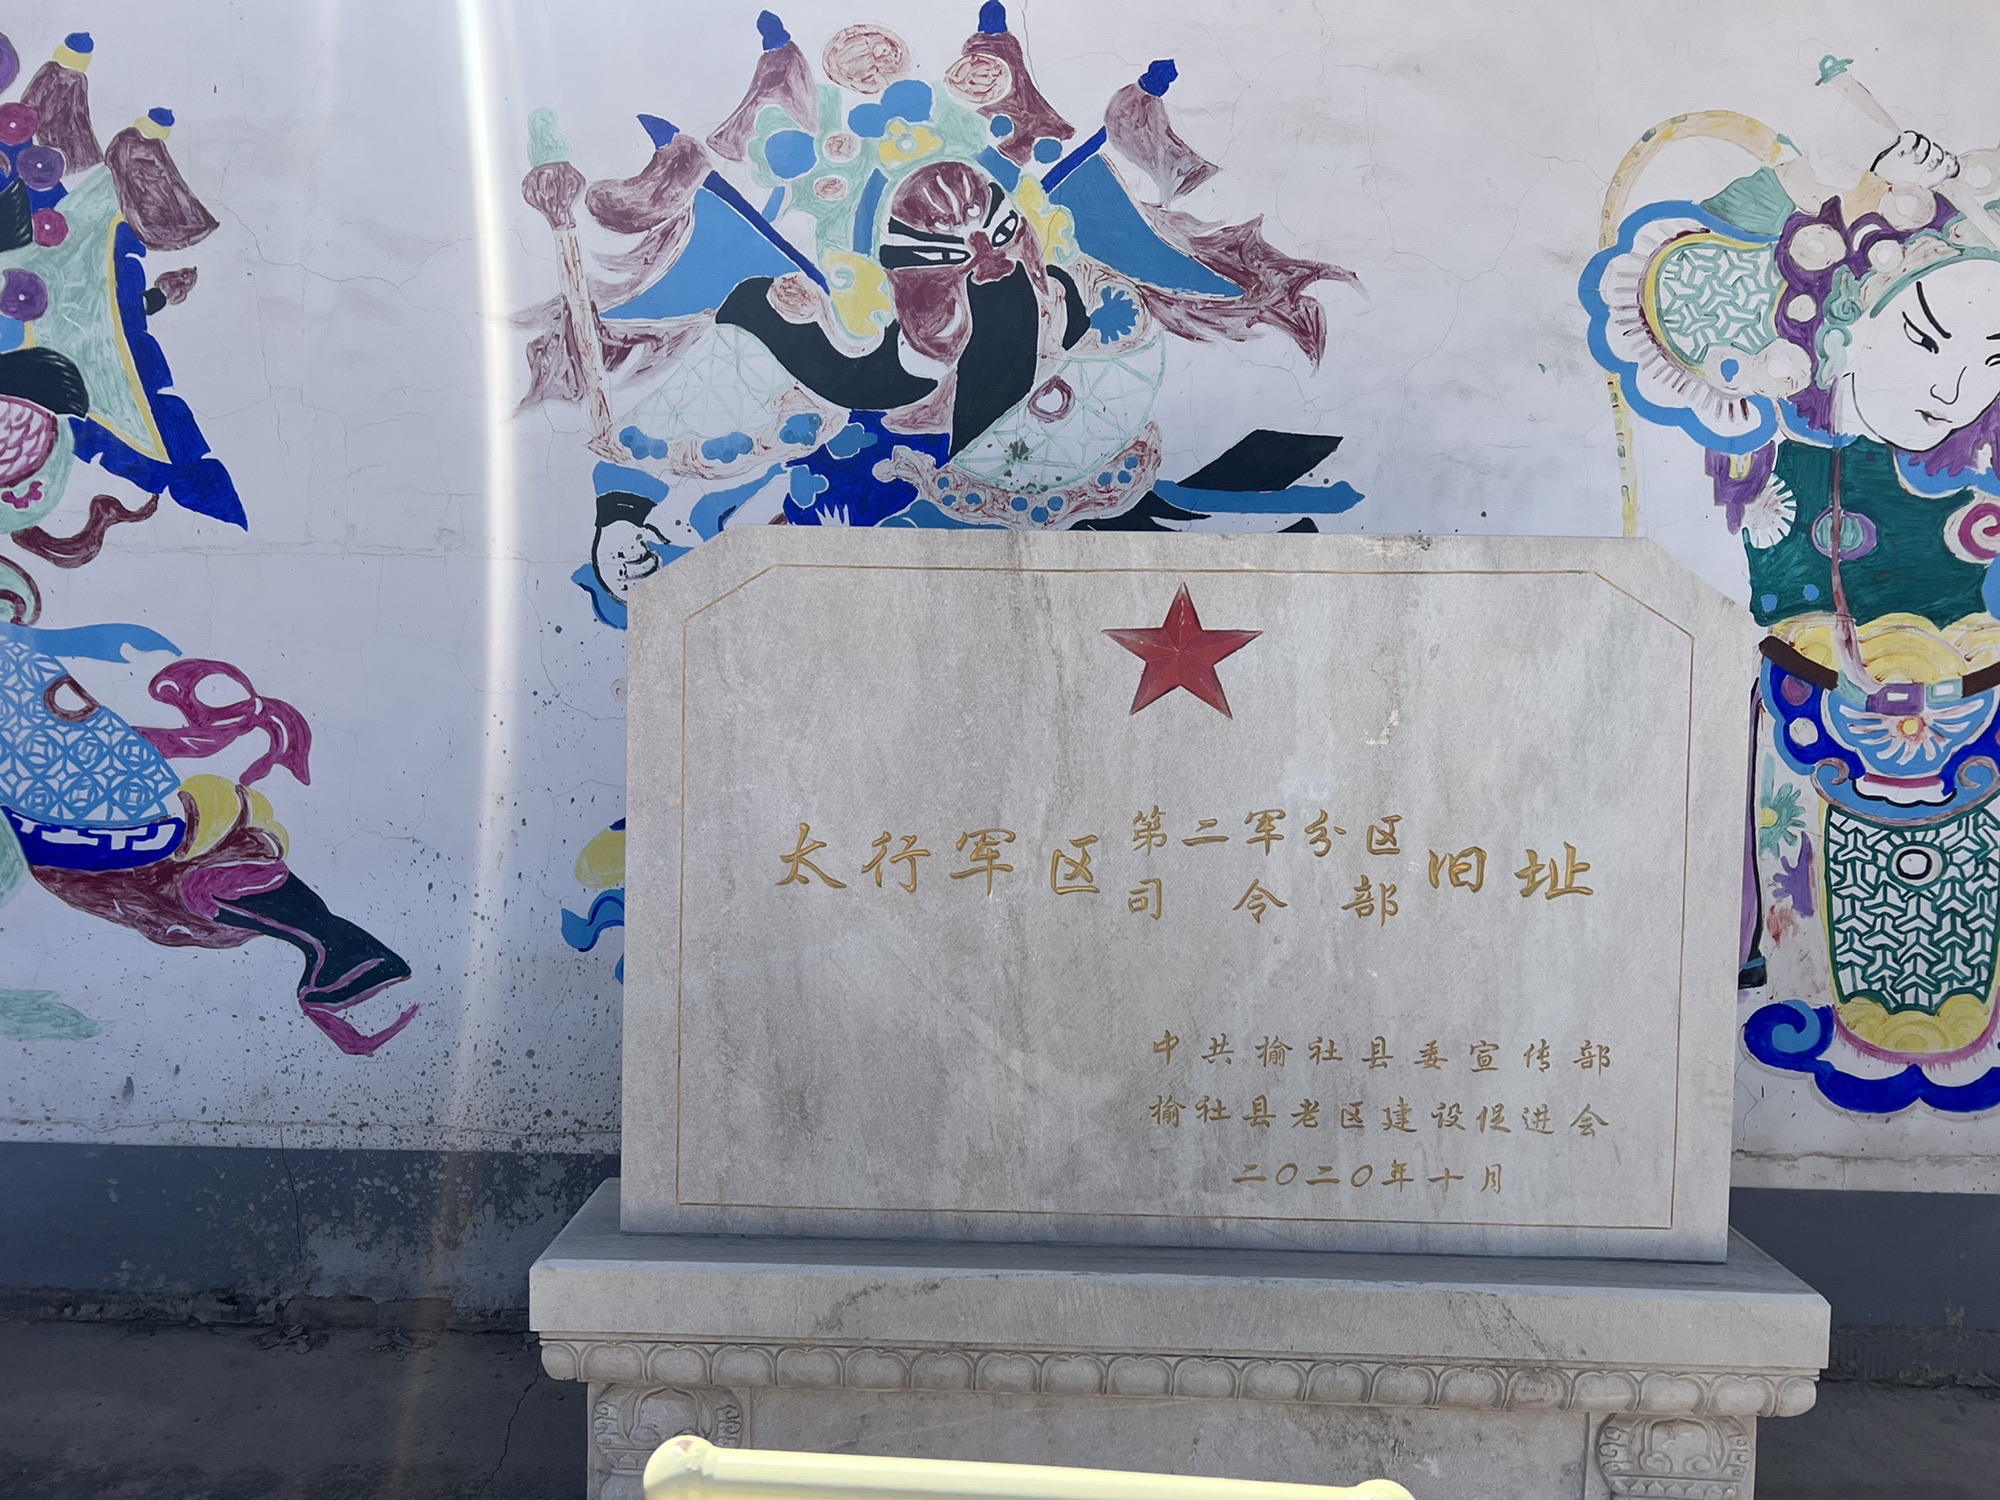 太行军区第二军分区司令部旧址
中共榆社县委宣传部
榆社县老区建设促进会
二〇二〇年十月